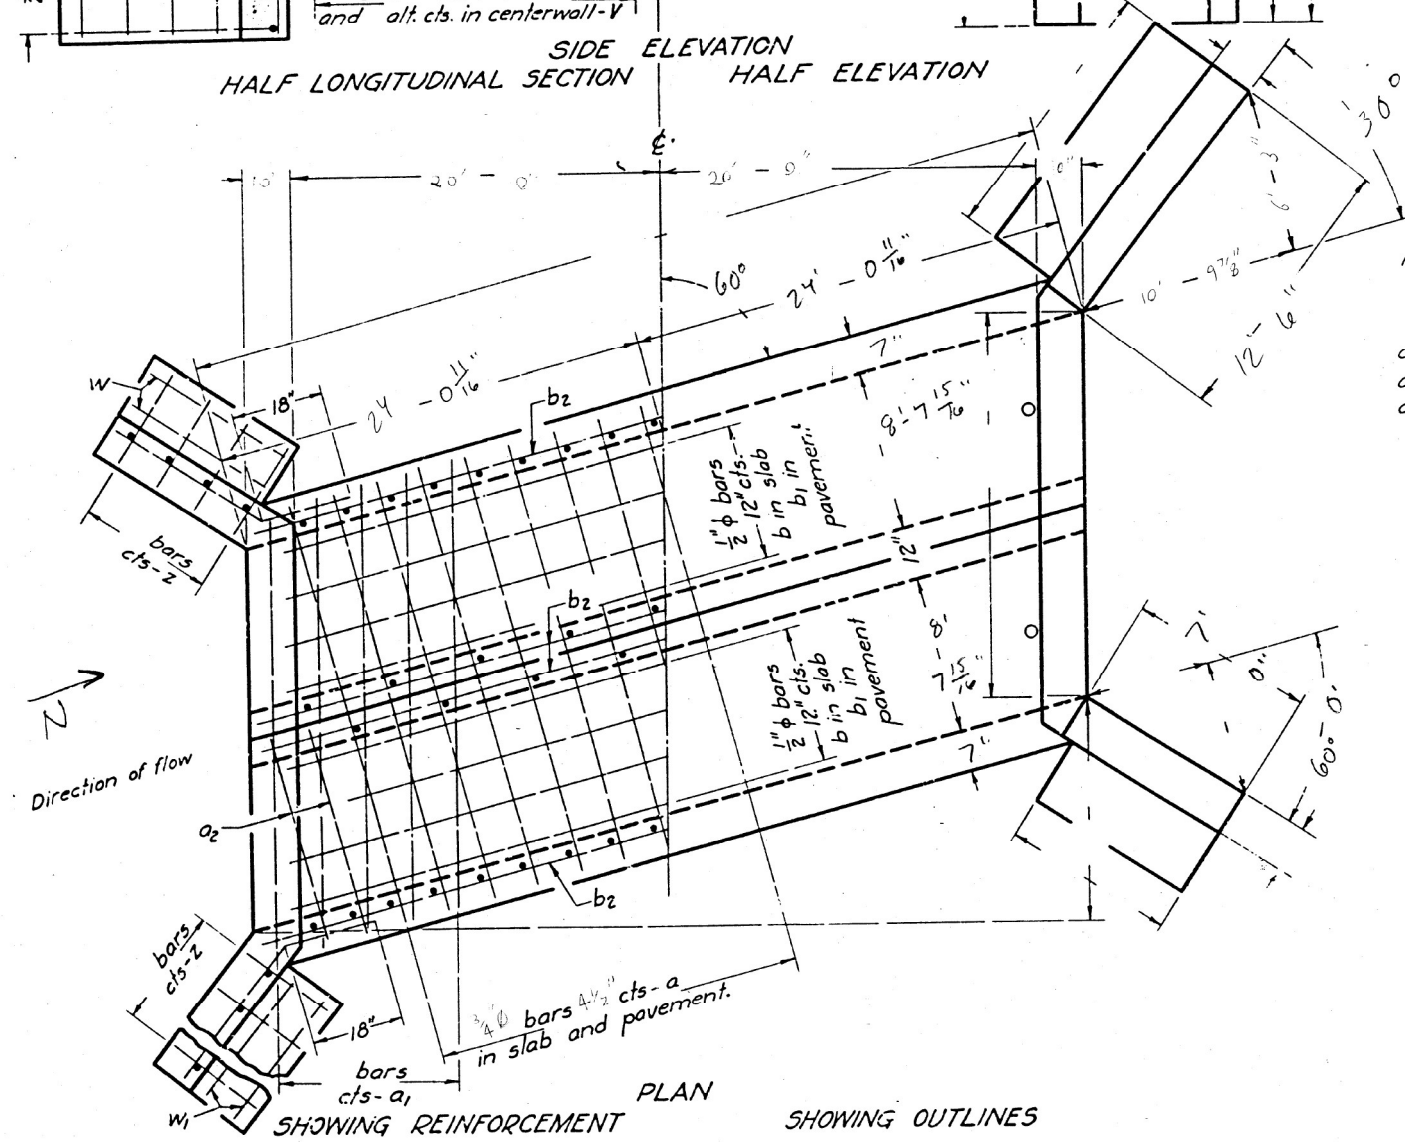 and alt. cts. in centerwall-V
SIDE ELEVATION
HALF LONGITUDINAL SECTION
HALF ELEVATION
℄
10"
20' - 0"
20' - 0"
0"
30°
6'-3"
60°
24' - 0 11/16"
10' - 9 7/8"
12'- 6"
7"
W
18"
24' - 0 11/16"
b2
8'-7 15/16"
1/2" ϕ bars
12" cts.
b in slab
b1 in
pavement
bars
cts-z
12"
b2
8'-
7 15/16"
1/2" ϕ bars
12" cts.
b in slab
b1 in
pavement
7'
0"
60°-0'
N
Direction of flow
7"
a2
b2
bars
cts-z
3/4" ϕ bars 4 1/2" cts-a
in slab and pavement.
18"
bars
cts-a1
W1
PLAN
SHOWING REINFORCEMENT
SHOWING OUTLINES